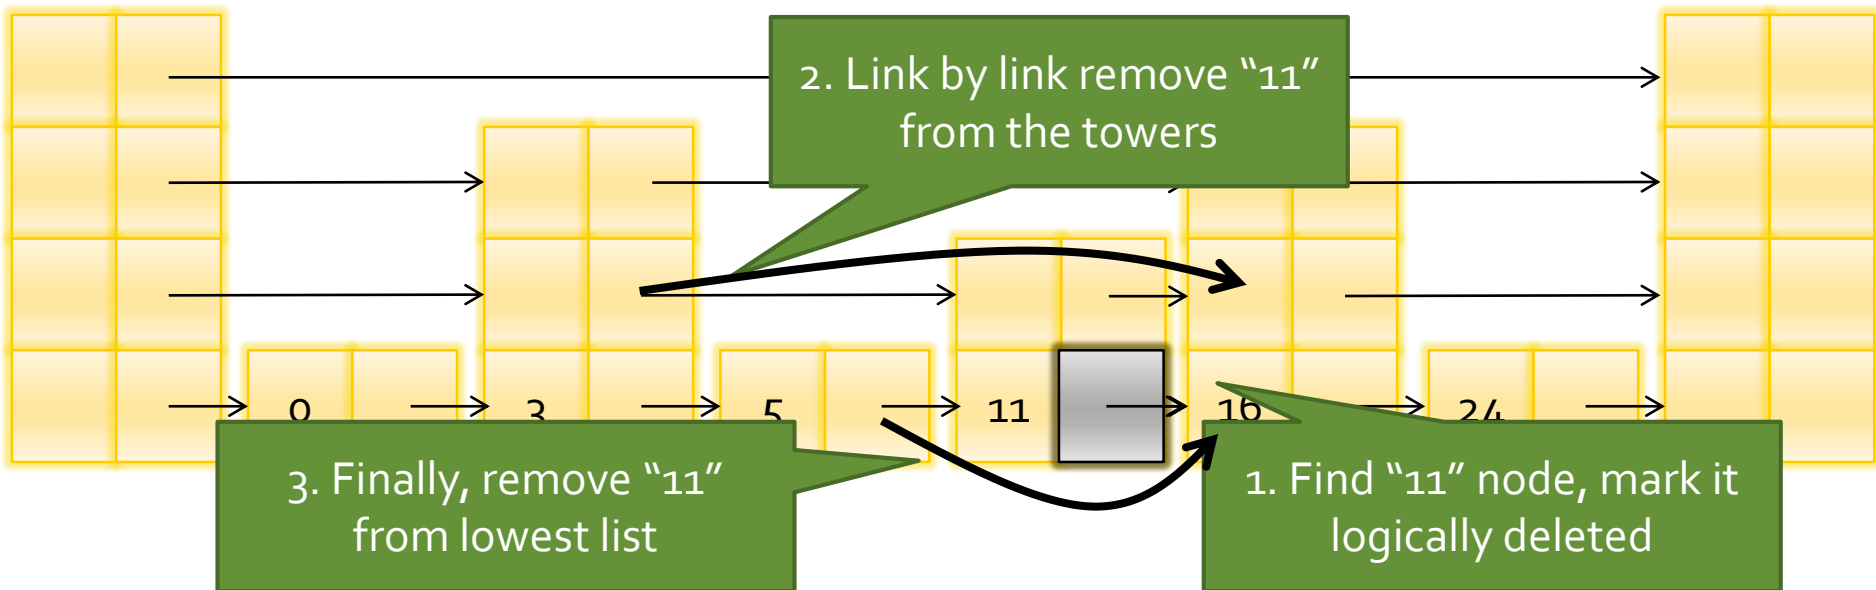 2. Link by link remove “11”
from the towers
0
3
5
11
16
24
3. Finally, remove “11”
from lowest list
1. Find “11” node, mark it
logically deleted